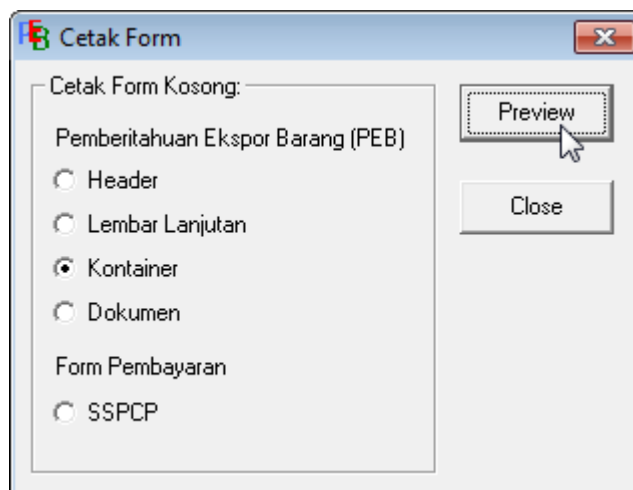 PEB Cetak Form
Cetak Form Kosong:
Pemberitahuan Ekspor Barang (PEB)
Header
Lembar Lanjutan
Kontainer
Dokumen
Form Pembayaran
SSPCP
Preview
Close